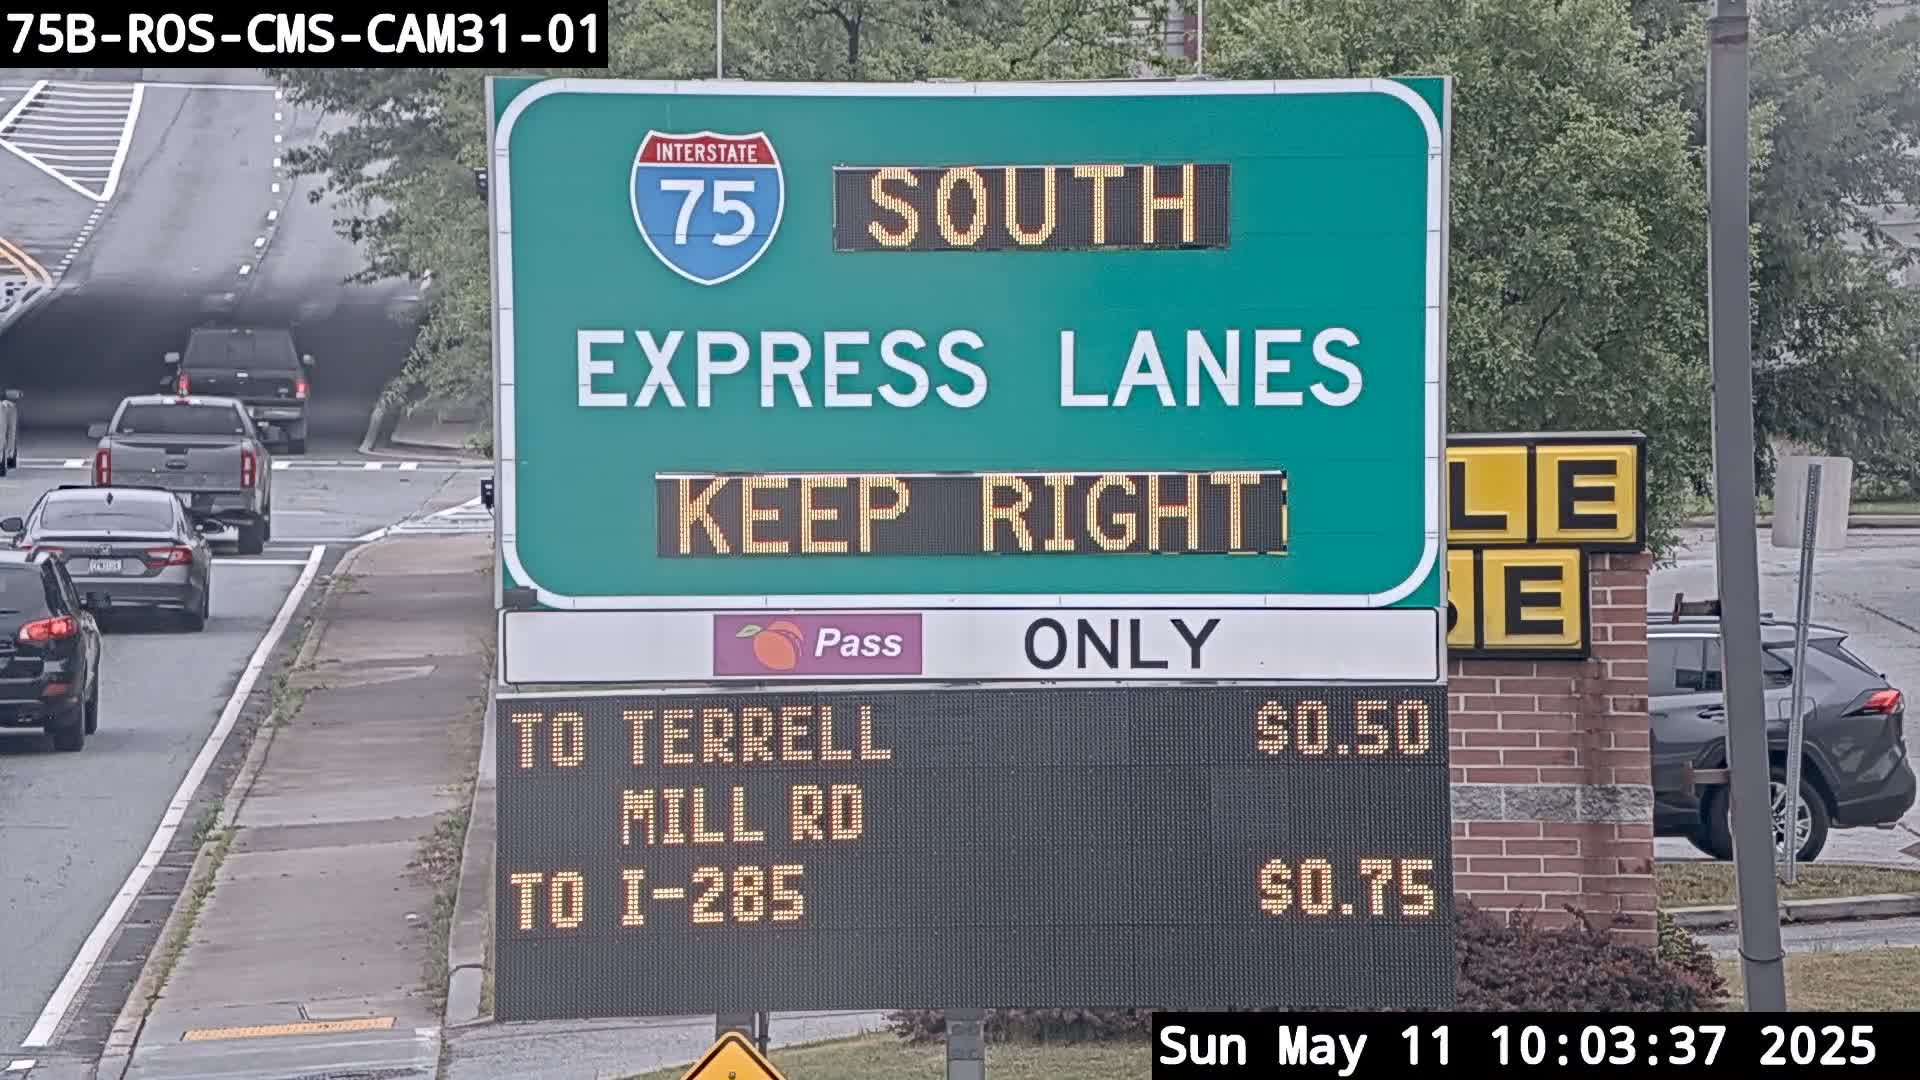 75B-ROS-CMS-CAM31-01
INTERSTATE
75
SOUTH
EXPRESS LANES
KEEP RIGHT
Pass ONLY
TO TERRELL $0.50
MILL RD
TO I-285 $0.75
LE
E
Sun May 11 10:03:37 2025